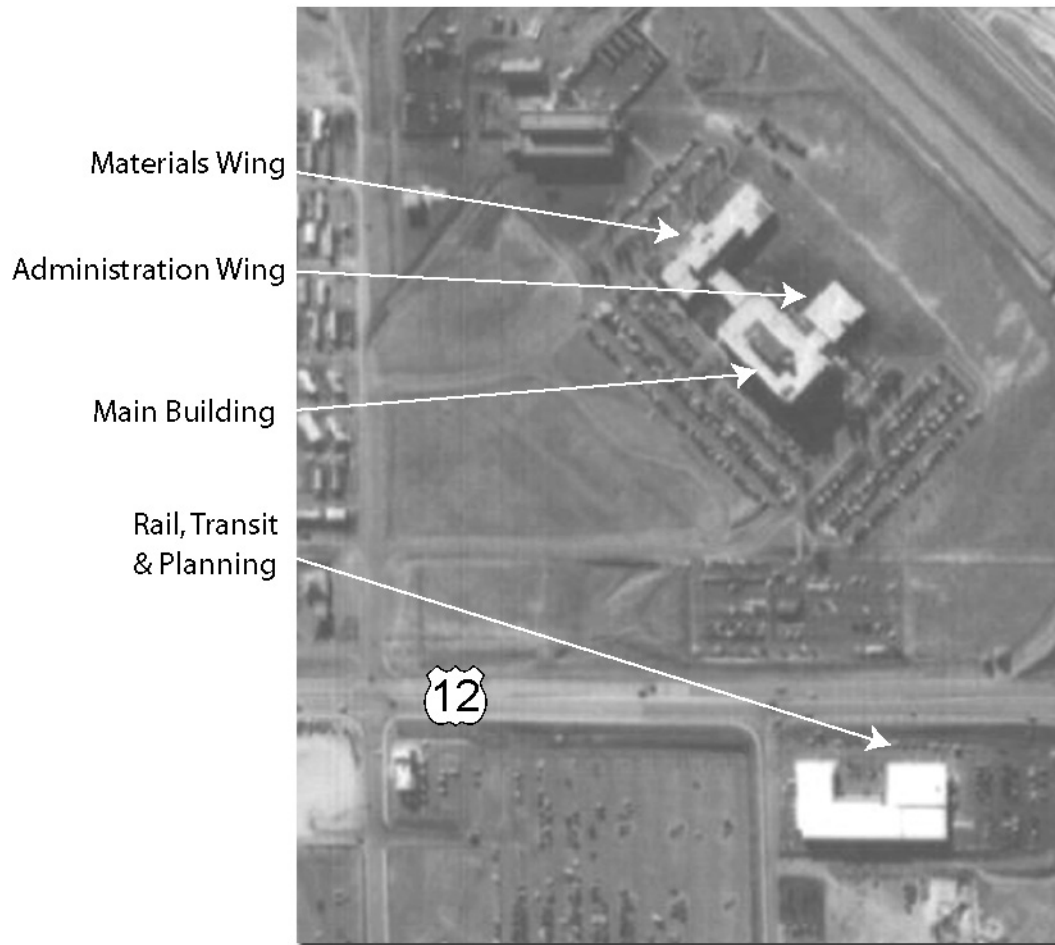 Materials Wing
Administration Wing
Main Building
Rail, Transit
& Planning
12